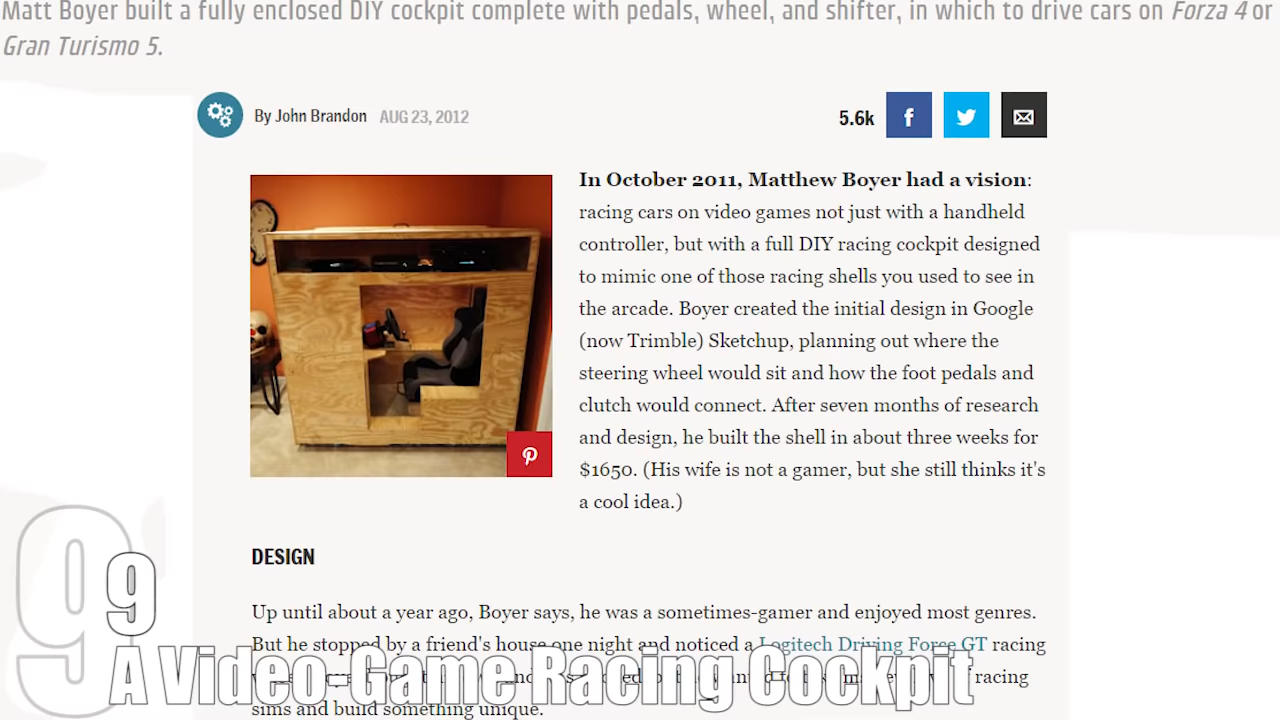 Matt Boyer built a fully enclosed DIY cockpit complete with pedals, wheel, and shifter, in which to drive cars on Forza 4 or
Gran Turismo 5.
By John Brandon AUG 23, 2012
5.6k
In October 2011, Matthew Boyer had a vision:
racing cars on video games not just with a handheld
controller, but with a full DIY racing cockpit designed
to mimic one of those racing shells you used to see in
the arcade. Boyer created the initial design in Google
(now Trimble) Sketchup, planning out where the
steering wheel would sit and how the foot pedals and
clutch would connect. After seven months of research
and design, he built the shell in about three weeks for
$1650. (His wife is not a gamer, but she still thinks it's
a cool idea.)
DESIGN
Up until about a year ago, Boyer says, he was a sometimes-gamer and enjoyed most genres.
But he stopped by a friend's house one night and noticed a Logitech Driving Force GT racing
racing
sims and build something unique.
9
9
A Video-Game Racing Cockpit